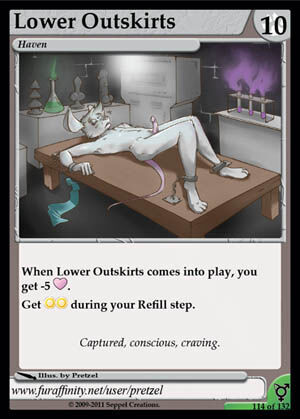 Lower Outskirts
10
Haven
When Lower Outskirts comes into play, you
get -5 .
Get during your Refill step.
Captured, conscious, craving.
Illus. by Pretzel
www.furaffinity.net/user/pretzel
© 2009-2011 Seppel Creations.
114 of 132